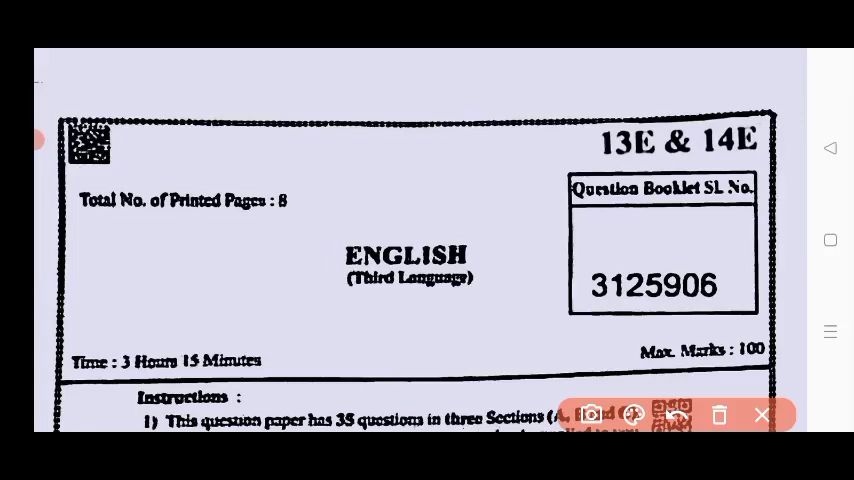 13E & 14E
Total No. of Printed Pages : 8
Question Booklet Sl. No.
ENGLISH
(Third Language)
3125906
Time : 3 Hours 15 Minutes
Max. Marks : 100
Instructions :
1) This question paper has 35 questions in three Sections (A,